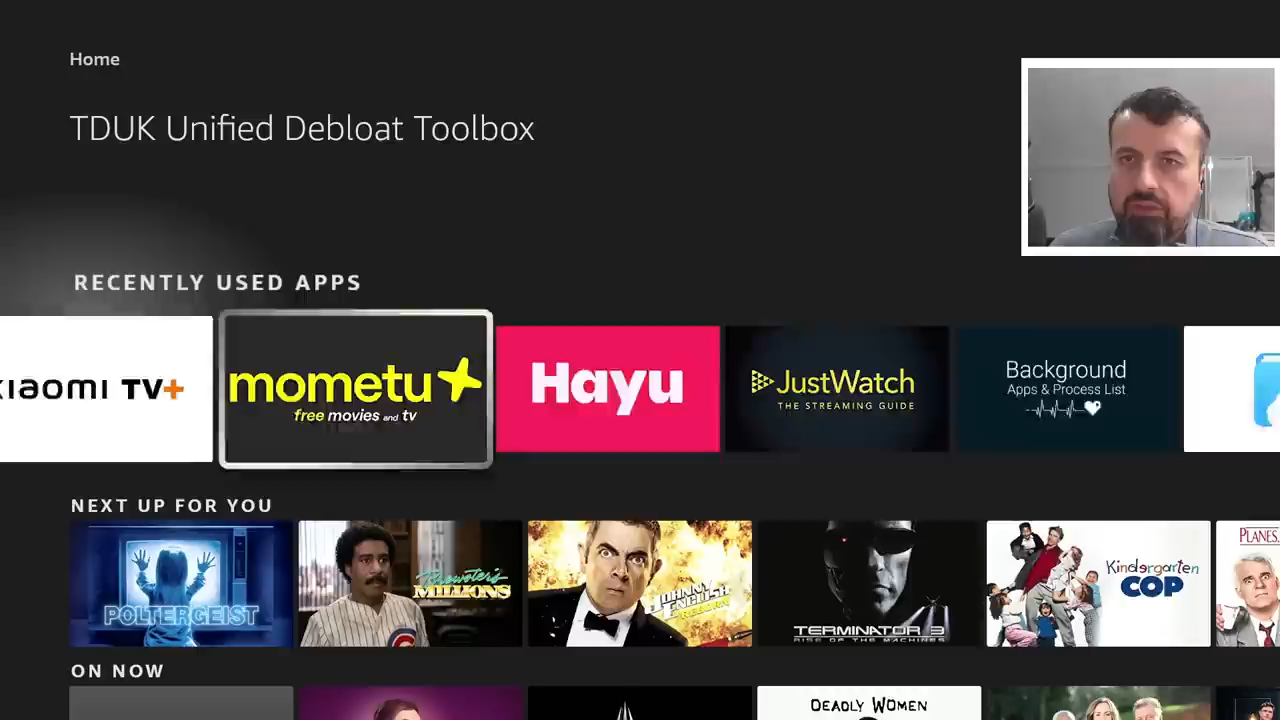 Home
TDUK Unified Debloat Toolbox
RECENTLY USED APPS
xiaomi TV+
mometu
free movies and tv
Hayu
JustWatch
THE STREAMING GUIDE
Background
Apps & Process List
NEXT UP FOR YOU
POLTERGEIST
Brewster's
MILLIONS
JOHNNY
ENGLISH
REBORN
TERMINATOR 3
RISE OF THE MACHINES
Kindergarten
COP
PLANES,
ON NOW
DEADLY WOMEN